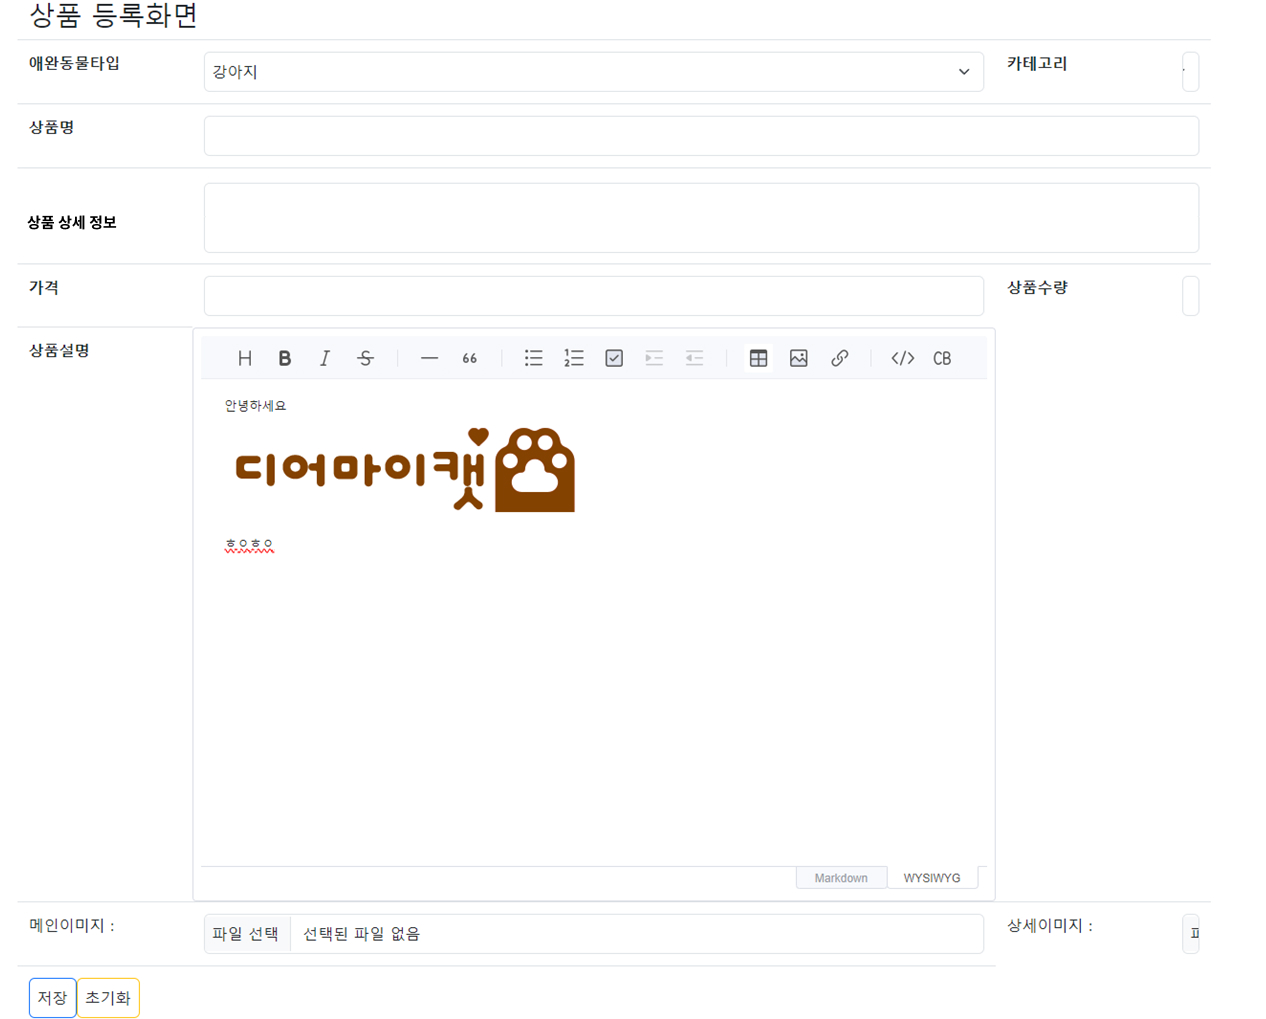 상품 등록화면
애완동물타입
강아지
카테고리
상품명
상품 상세 정보
가격
상품수량
상품설명
H B I S — 66 </> CB
안녕하세요
디어마이캣
ㅎㅇㅎㅇ
Markdown
WYSIWYG
메인이미지 :
파일 선택
선택된 파일 없음
상세이미지 :
저장
초기화